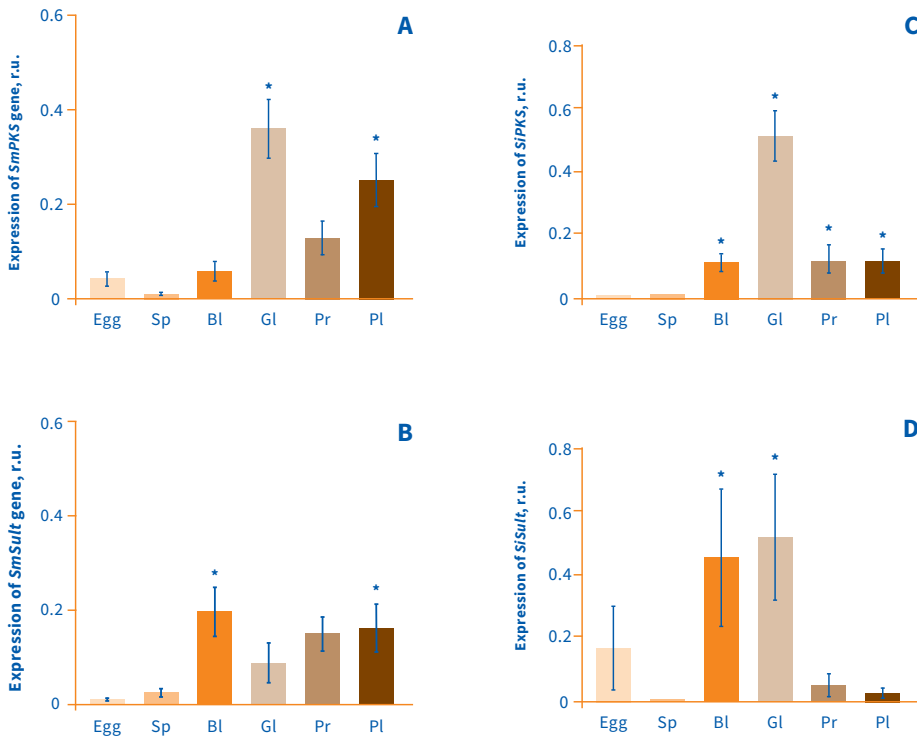 A
Expression of SmPKS gene, r.u.
0.6
0.4
0.2
0
*
*
Egg Sp Bl Gl Pr Pl
C
Expression of SiPKS, r.u.
0.8
0.6
0.4
0.2
0
*
*
*
*
Egg Sp Bl Gl Pr Pl
B
Expression of SmSult gene, r.u.
0.6
0.4
0.2
0
*
*
Egg Sp Bl Gl Pr Pl
D
Expression of SiSult, r.u.
0.8
0.6
0.4
0.2
0
*
*
Egg Sp Bl Gl Pr Pl